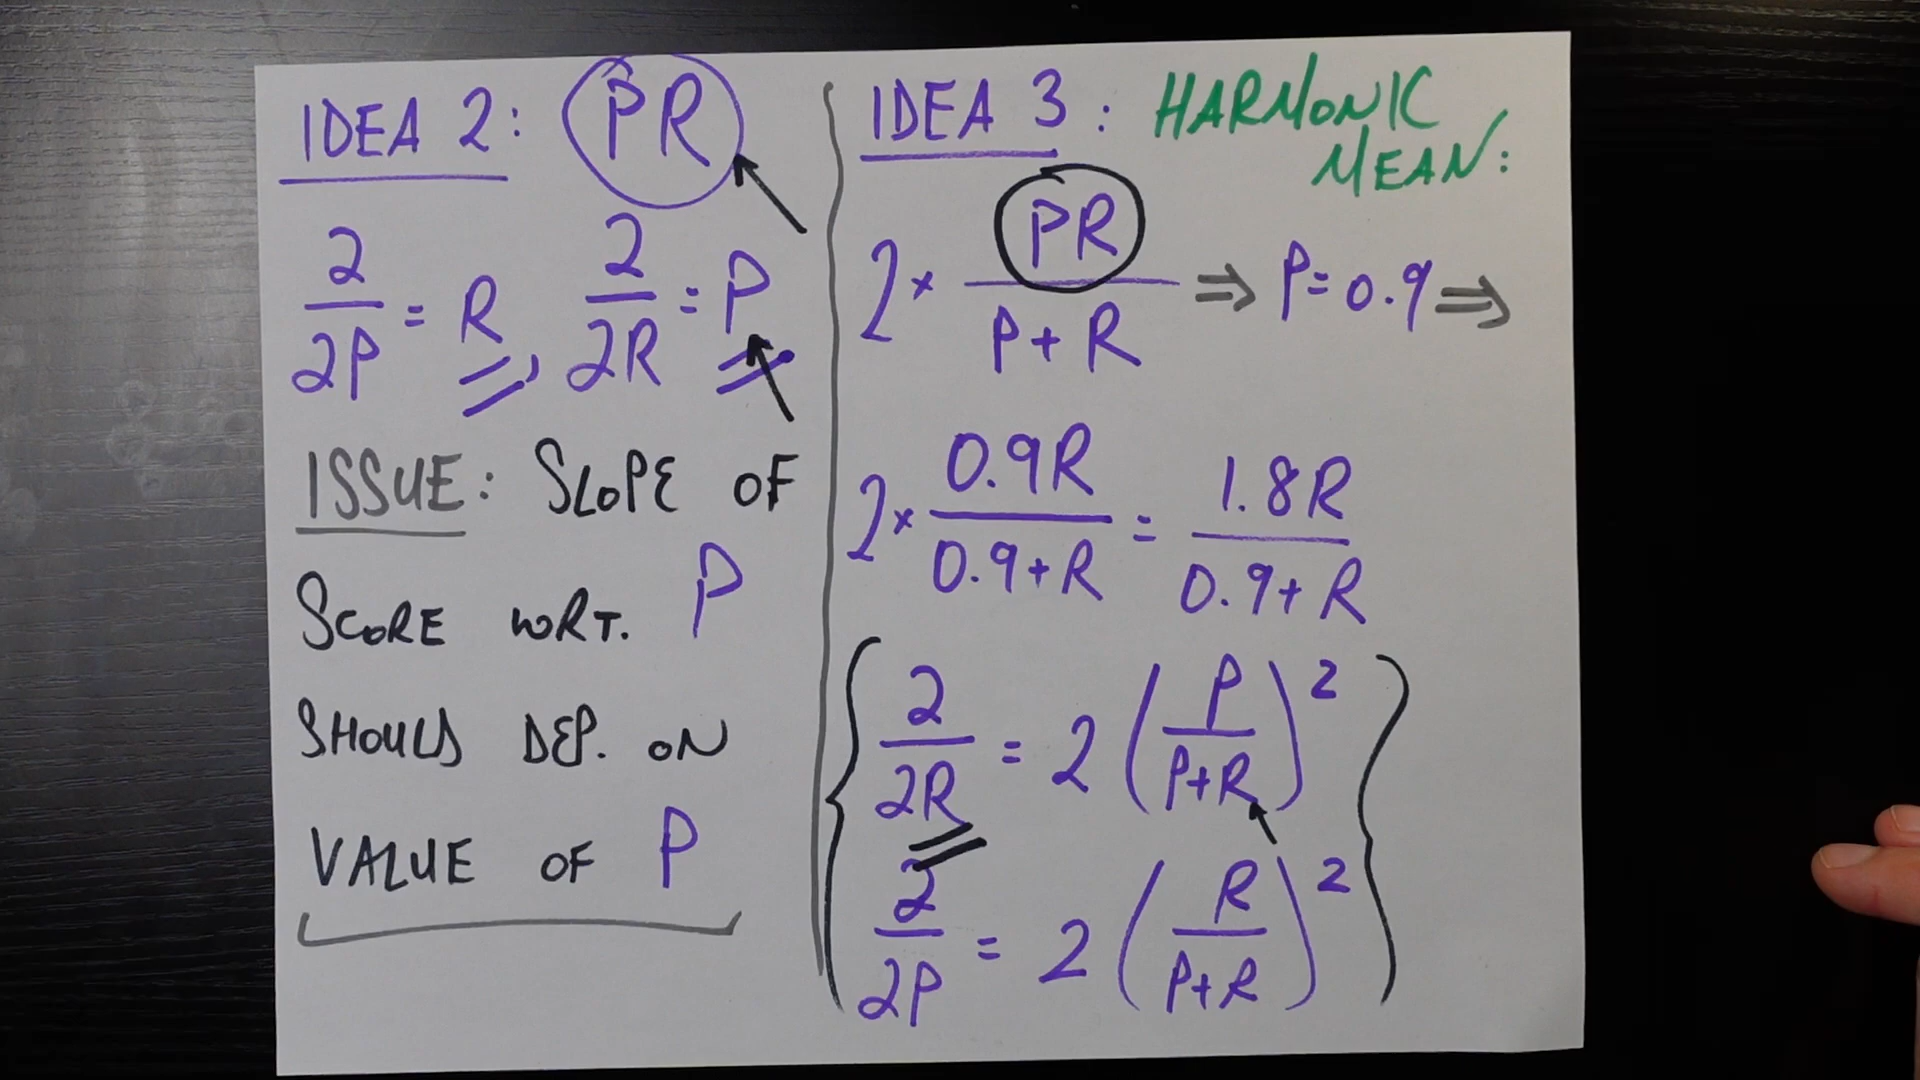 IDEA 2: PR
2/2P = R, 2/2R = P
ISSUE: SLOPE OF
SCORE WRT. P
SHOULD DEP. ON
VALUE OF P
IDEA 3: HARMONIC
MEAN:
2 × PR/(P+R) ⇒ P=0.9 ⇒
2 × 0.9R/(0.9+R) = 1.8R/(0.9+R)
2/2R = 2(P/(P+R))²
2/2P = 2(R/(P+R))²